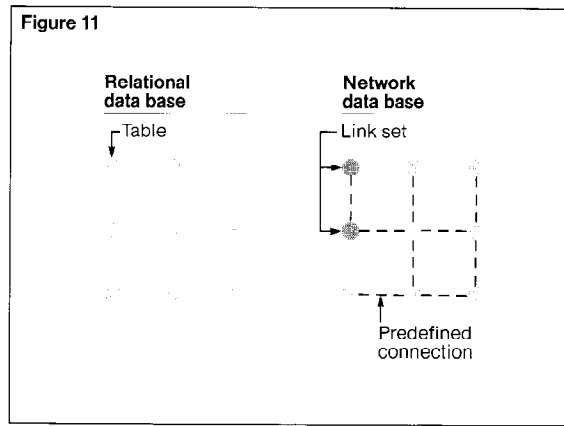 Figure 11
Relational
data base
Table
Network
data base
Link set
Predefined
connection